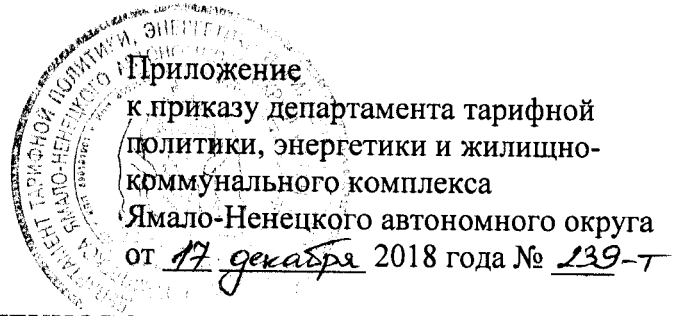 Приложение
к приказу департамента тарифной
политики, энергетики и жилищно-
коммунального комплекса
Ямало-Ненецкого автономного округа
от 17 декабря 2018 года № 239-т